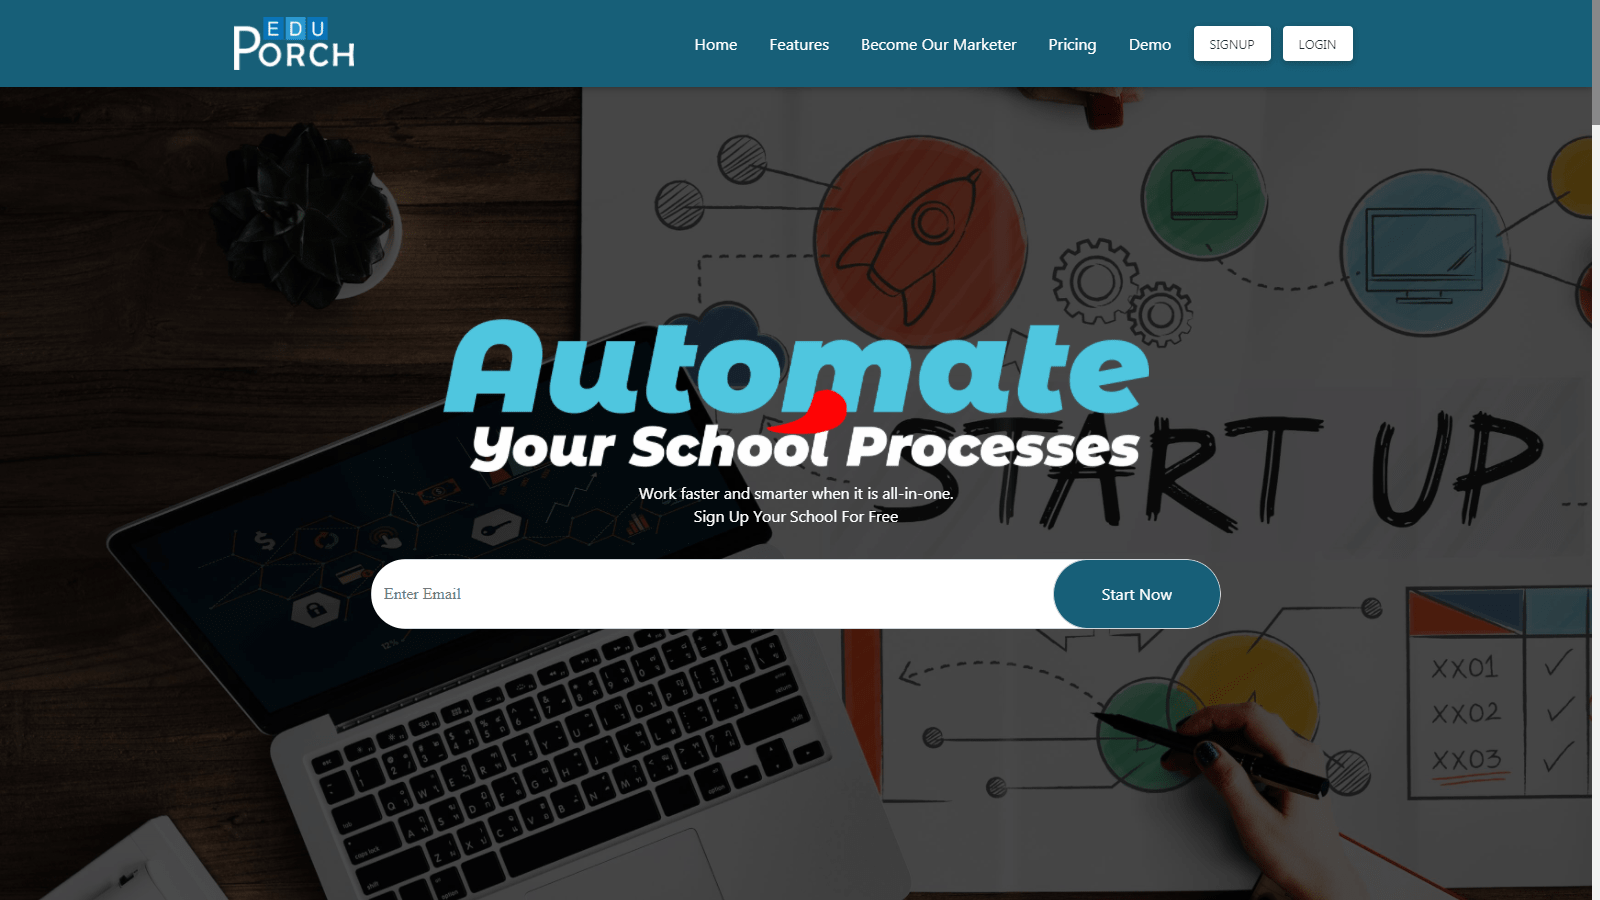 EDU
PORCH
Home
Features
Become Our Marketer
Pricing
Demo
SIGNUP
LOGIN
Automate
Your School Processes
START UP
Work faster and smarter when it is all-in-one.
Sign Up Your School For Free
Enter Email
Start Now
XX01
XX02
XX03